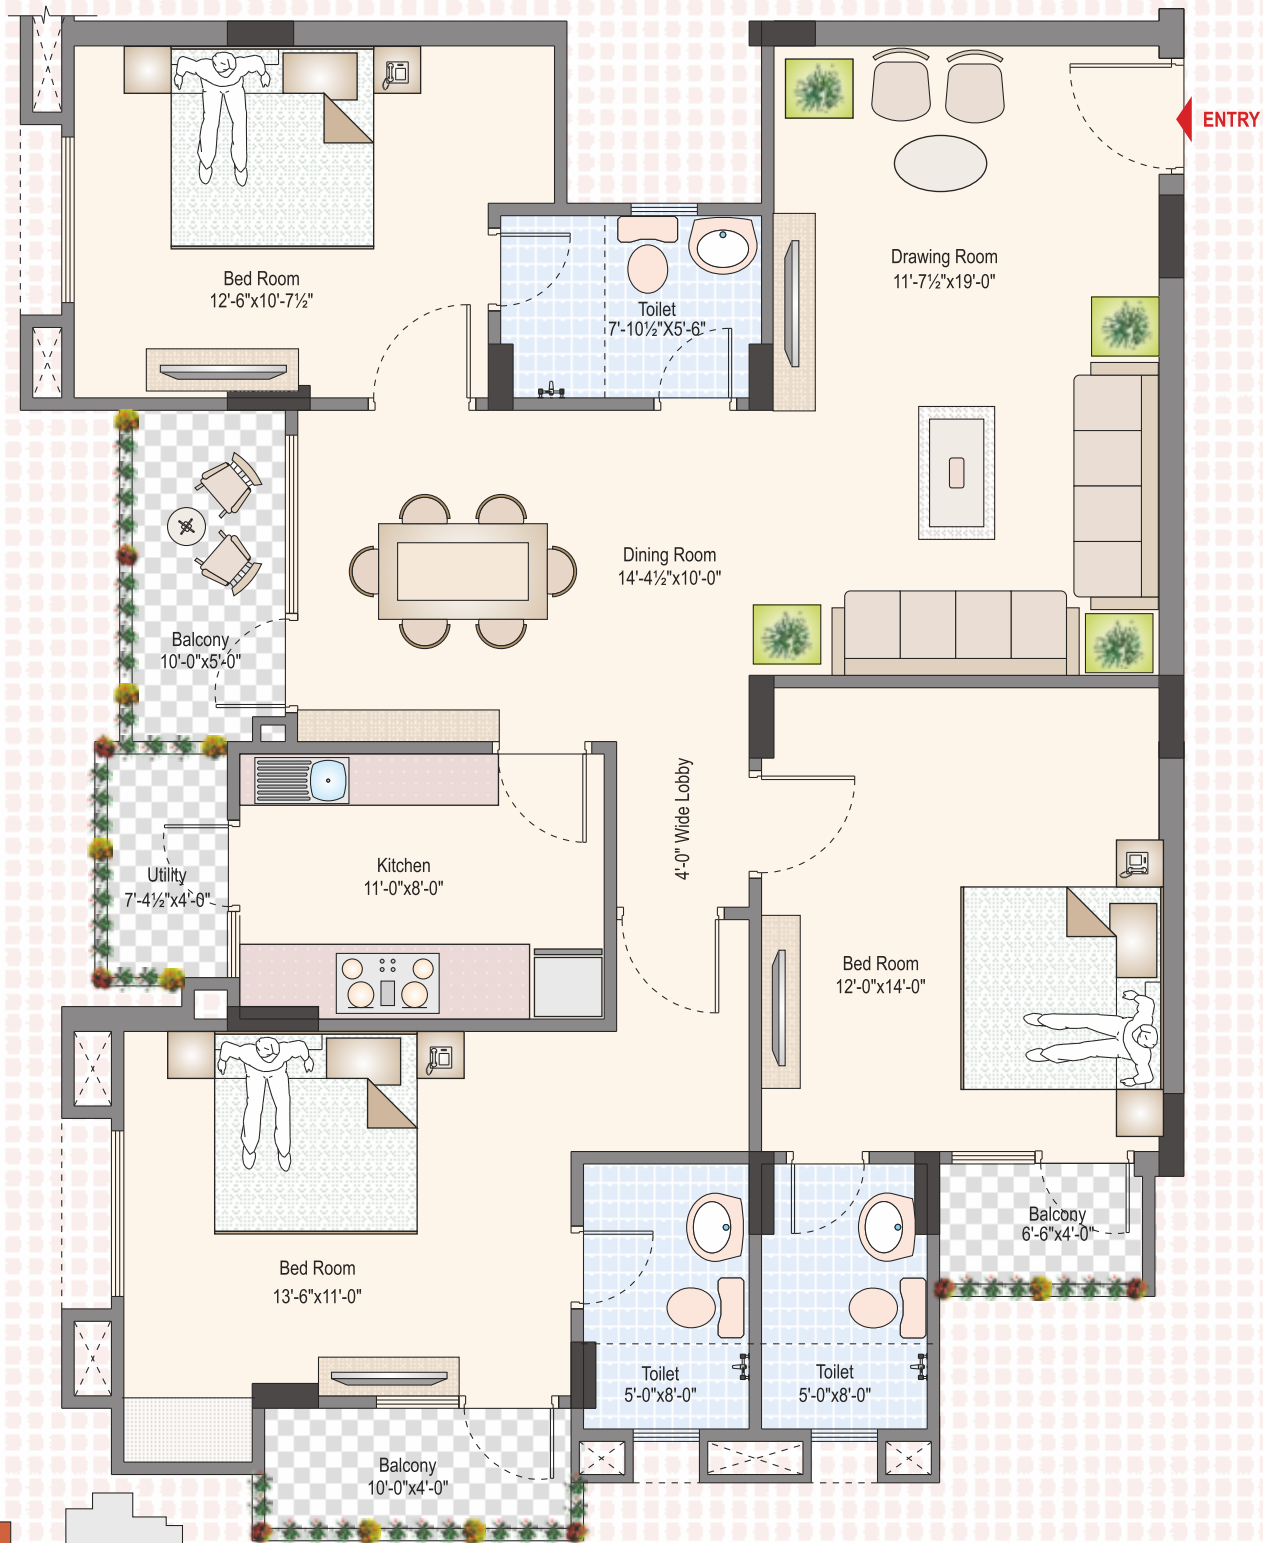 ENTRY
Drawing Room
11'-7½"x19'-0"
Bed Room
12'-6"x10'-7½"
Toilet
7'-10½"X5'-6"
Dining Room
14'-4½"x10'-0"
Balcony
10'-0"x5'-0"
4'-0" Wide Lobby
Kitchen
11'-0"x8'-0"
Utility
7'-4½"x4'-0"
Bed Room
12'-0"x14'-0"
Balcony
6'-6"x4'-0"
Bed Room
13'-6"x11'-0"
Toilet
5'-0"x8'-0"
Toilet
5'-0"x8'-0"
Balcony
10'-0"x4'-0"